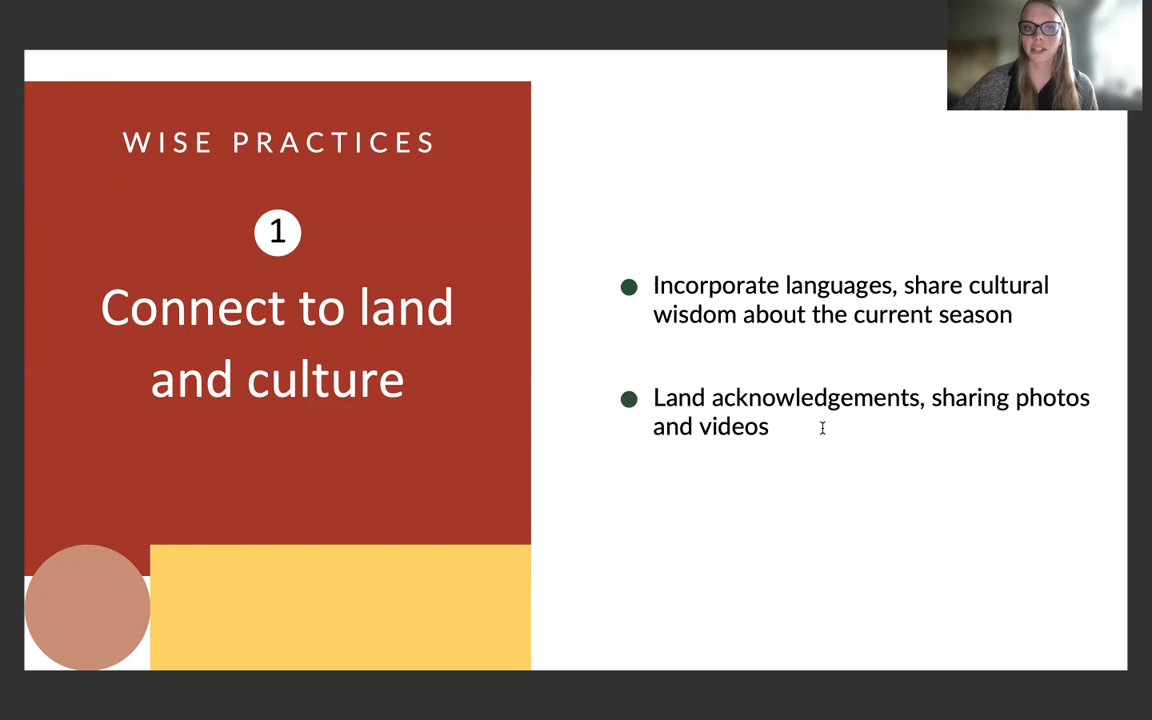 WISE PRACTICES
1
Connect to land
and culture
Incorporate languages, share cultural
wisdom about the current season
Land acknowledgements, sharing photos
and videos